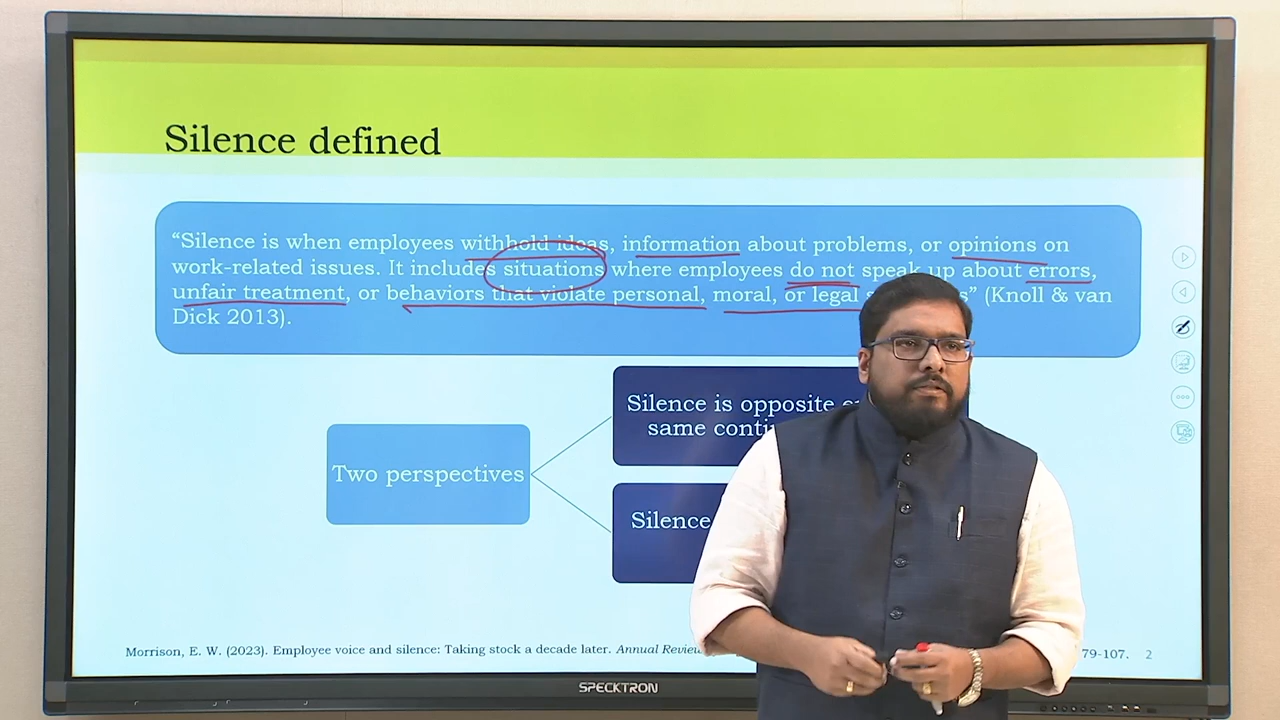 Silence defined
“Silence is when employees withhold ideas, information about problems, or opinions on
work-related issues. It includes situations where employees do not speak up about errors,
unfair treatment, or behaviors that violate personal, moral, or legal s” (Knoll & van
Dick 2013).
Silence is opposite
same conti
Two perspectives
Silence
Morrison, E. W. (2023). Employee voice and silence: Taking stock a decade later. Annual Review
79-107. 2
SPECKTRON